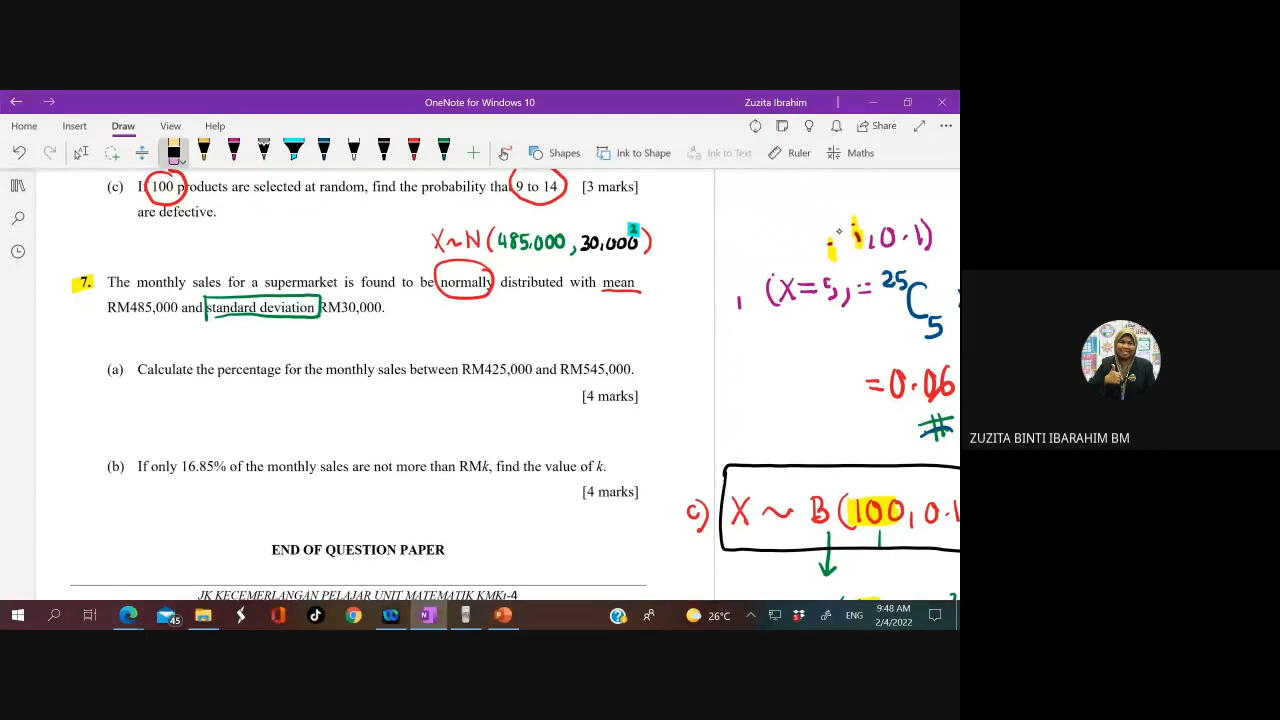 OneNote for Windows 10
Zuzita Ibrahim
Home Insert Draw View Help
Share
Shapes Ink to Shape Ink to Text Ruler Maths
(c) If 100 products are selected at random, find the probability that 9 to 14 [3 marks]
are defective.
X~N(485,000, 30,000²)
, 0.1)
7. The monthly sales for a supermarket is found to be normally distributed with mean
RM485,000 and standard deviation RM30,000.
(X=5) = ²⁵C₅
(a) Calculate the percentage for the monthly sales between RM425,000 and RM545,000.
[4 marks]
= 0.06
#
(b) If only 16.85% of the monthly sales are not more than RMk, find the value of k.
[4 marks]
c) X ~ B(100, 0.1
END OF QUESTION PAPER
JK KECEMERLANGAN PELAJAR UNIT MATEMATIK KMKt-4
ZUZITA BINTI IBARAHIM BM
45
26°C
ENG
9:48 AM
2/4/2022